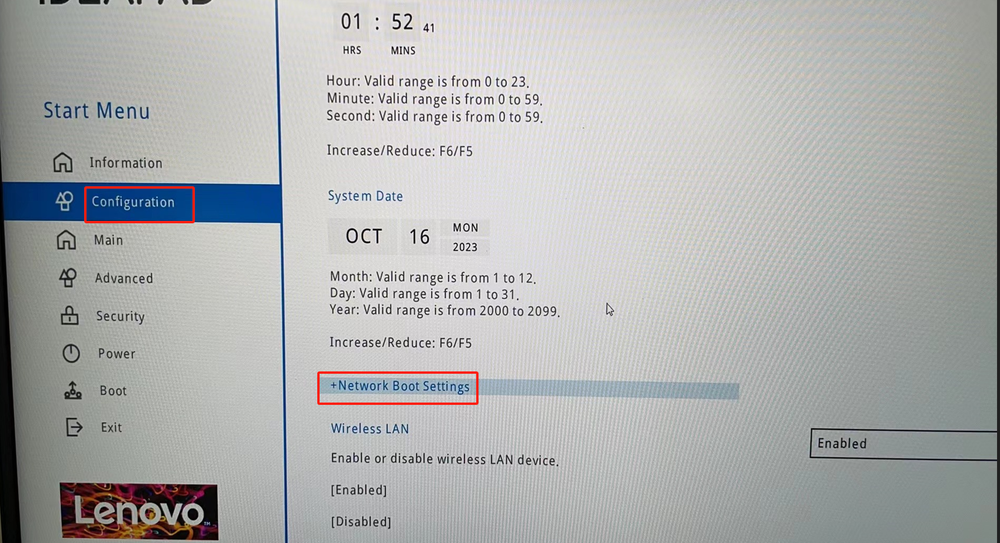 IDEAPAD
Start Menu
Information
Configuration
Main
Advanced
Security
Power
Boot
Exit
Lenovo™
01 : 52 41
HRS MINS
Hour: Valid range is from 0 to 23.
Minute: Valid range is from 0 to 59.
Second: Valid range is from 0 to 59.
Increase/Reduce: F6/F5
System Date
OCT 16 MON
2023
Month: Valid range is from 1 to 12.
Day: Valid range is from 1 to 31.
Year: Valid range is from 2000 to 2099.
Increase/Reduce: F6/F5
+Network Boot Settings
Wireless LAN
Enable or disable wireless LAN device.
[Enabled]
[Disabled]
Enabled